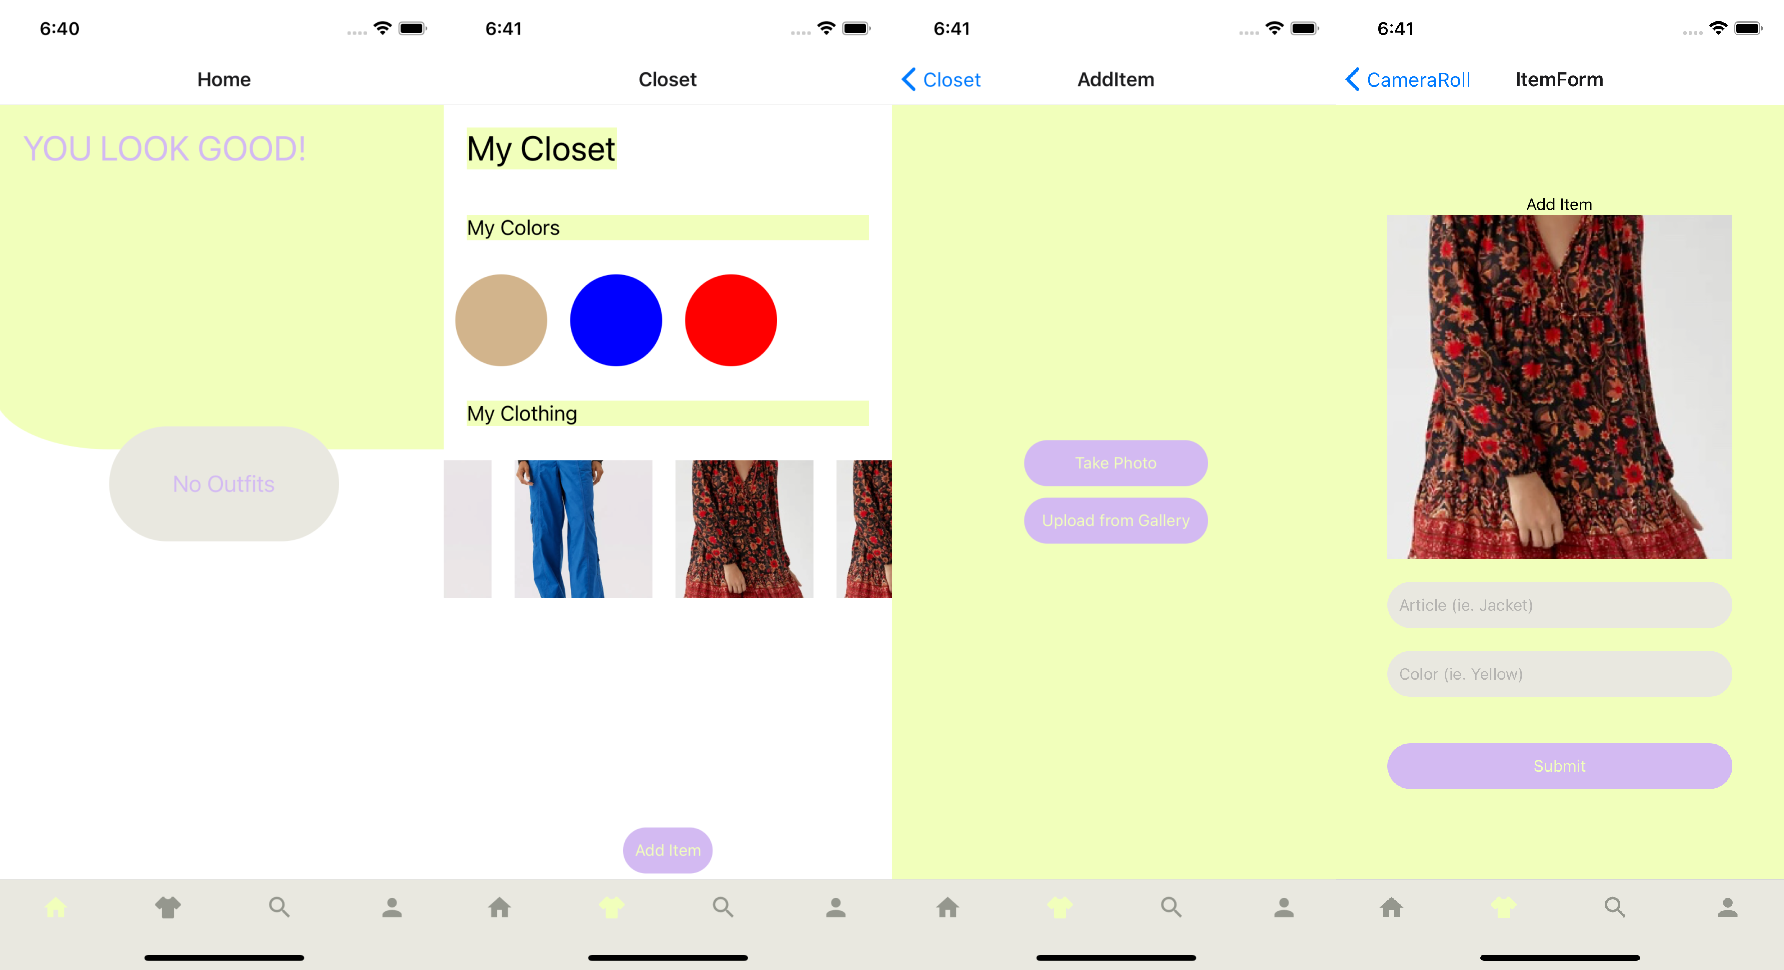 6:40
Home
YOU LOOK GOOD!
No Outfits
6:41
Closet
My Closet
My Colors
My Clothing
Add Item
6:41
Closet
AddItem
Take Photo
Upload from Gallery
6:41
CameraRoll
ItemForm
Add Item
Article (ie. Jacket)
Color (ie. Yellow)
Submit